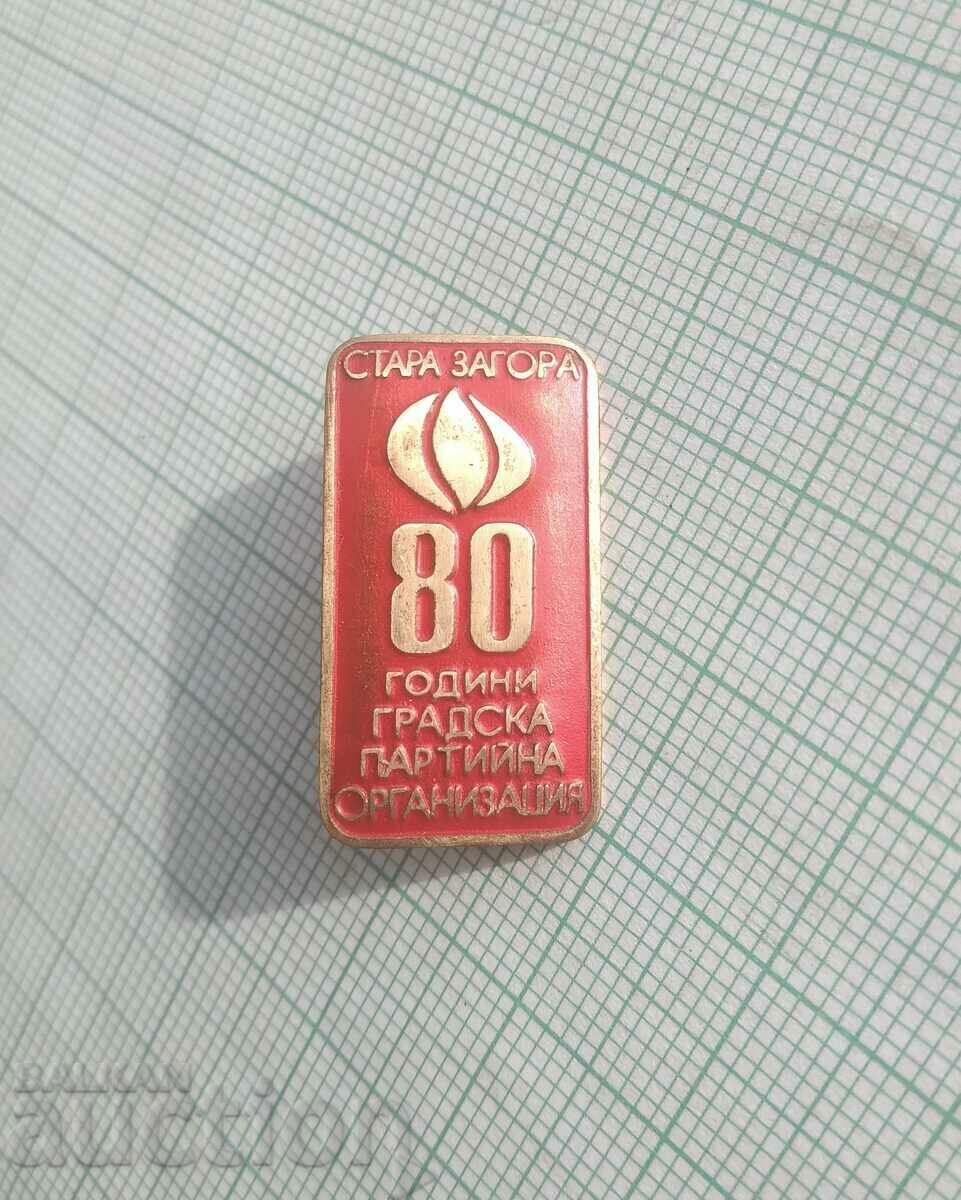 СТАРА ЗАГОРА
80
ГОДИНИ
ГРАДСКА
ПАРТИЙНА
ОРГАНИЗАЦИЯ
BALKAN
auction